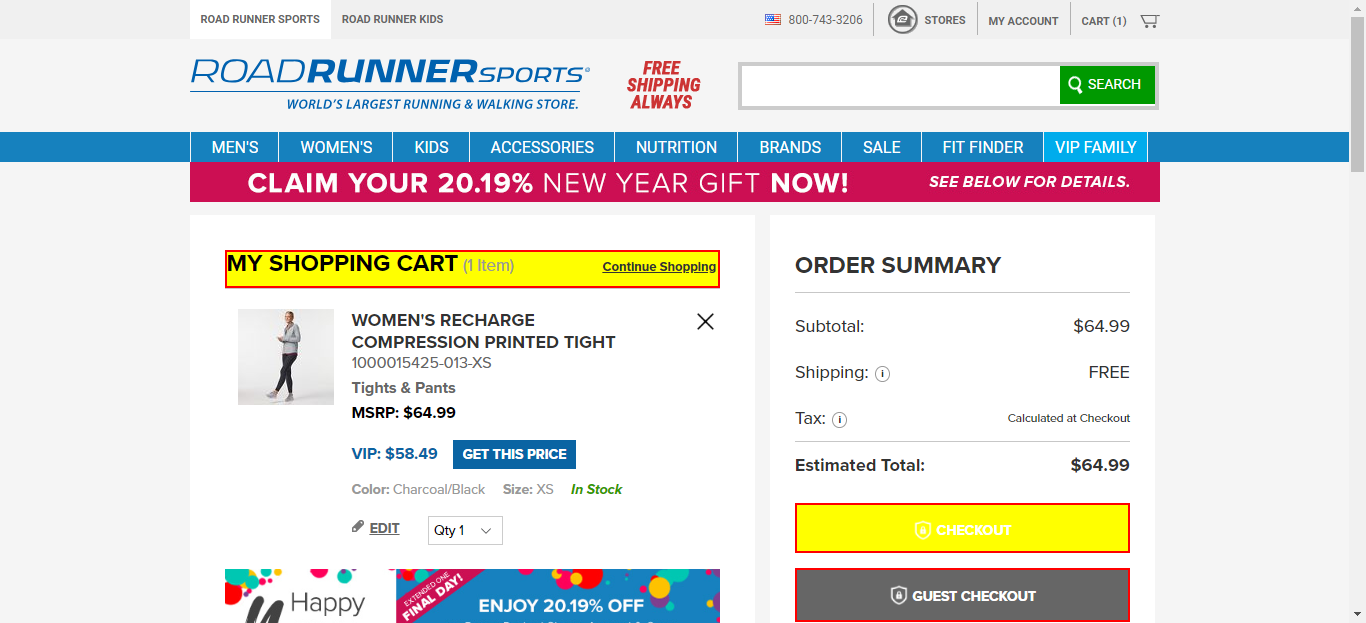 ROAD RUNNER SPORTS
ROAD RUNNER KIDS
800-743-3206
STORES
MY ACCOUNT
CART (1)
ROADRUNNERSPORTS
WORLD'S LARGEST RUNNING & WALKING STORE.
FREE
SHIPPING
ALWAYS
SEARCH
MEN'S
WOMEN'S
KIDS
ACCESSORIES
NUTRITION
BRANDS
SALE
FIT FINDER
VIP FAMILY
CLAIM YOUR 20.19% NEW YEAR GIFT NOW!
SEE BELOW FOR DETAILS.
MY SHOPPING CART (1 Item)
Continue Shopping
WOMEN'S RECHARGE
COMPRESSION PRINTED TIGHT
1000015425-013-XS
Tights & Pants
MSRP: $64.99
VIP: $58.49
GET THIS PRICE
Color: Charcoal/Black
Size: XS
In Stock
EDIT
Qty 1
Happy
EXTENDED ONE
FINAL DAY!
ENJOY 20.19% OFF
ORDER SUMMARY
Subtotal:
$64.99
Shipping:
FREE
Tax:
Calculated at Checkout
Estimated Total:
$64.99
CHECKOUT
GUEST CHECKOUT